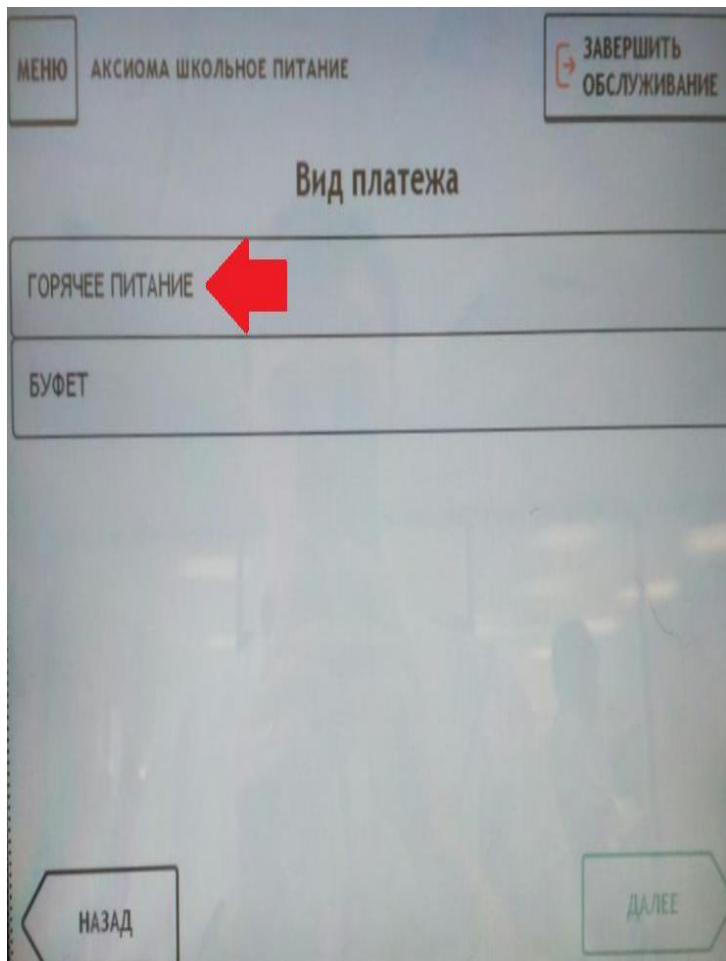 МЕНЮ
АКСИОМА ШКОЛЬНОЕ ПИТАНИЕ
ЗАВЕРШИТЬ
ОБСЛУЖИВАНИЕ
Вид платежа
ГОРЯЧЕЕ ПИТАНИЕ
БУФЕТ
НАЗАД
ДАЛЕЕ